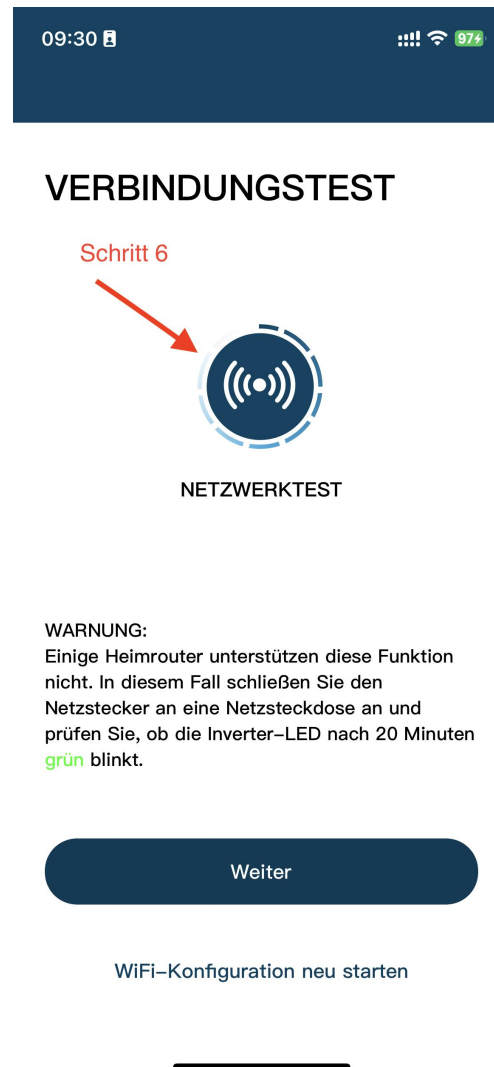 09:30
97
VERBINDUNGSTEST
Schritt 6
NETZWERKTEST
WARNUNG:
Einige Heimrouter unterstützen diese Funktion
nicht. In diesem Fall schließen Sie den
Netzstecker an eine Netzsteckdose an und
prüfen Sie, ob die Inverter-LED nach 20 Minuten
grün blinkt.
Weiter
WiFi-Konfiguration neu starten